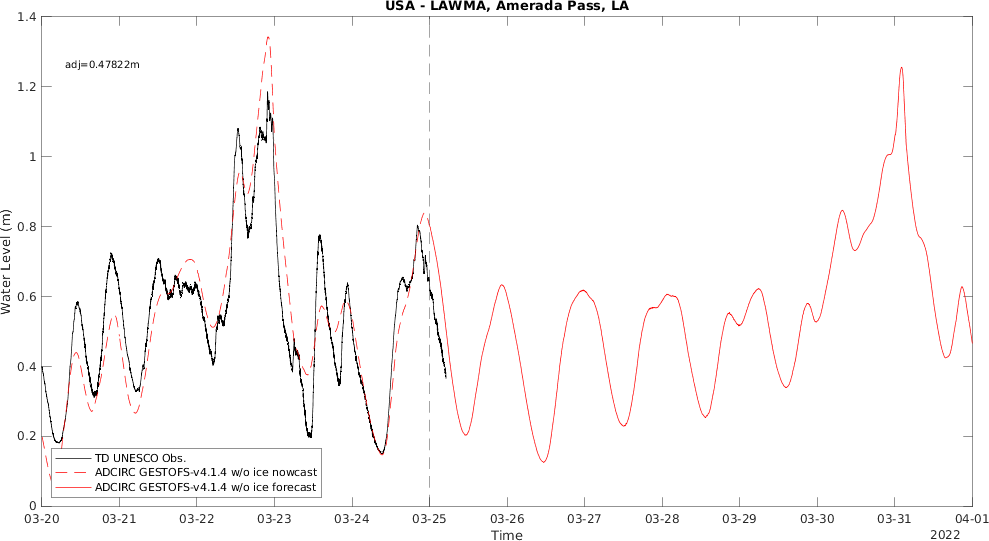 USA - LAWMA, Amerada Pass, LA
1.4
adj=0.47822m
1.2
1
0.8
0.6
0.4
0.2
0
Water Level (m)
TD UNESCO Obs.
ADCIRC GESTOFS-v4.1.4 w/o ice nowcast
ADCIRC GESTOFS-v4.1.4 w/o ice forecast
03-20 03-21 03-22 03-23 03-24 03-25 03-26 03-27 03-28 03-29 03-30 03-31 04-01
Time
2022